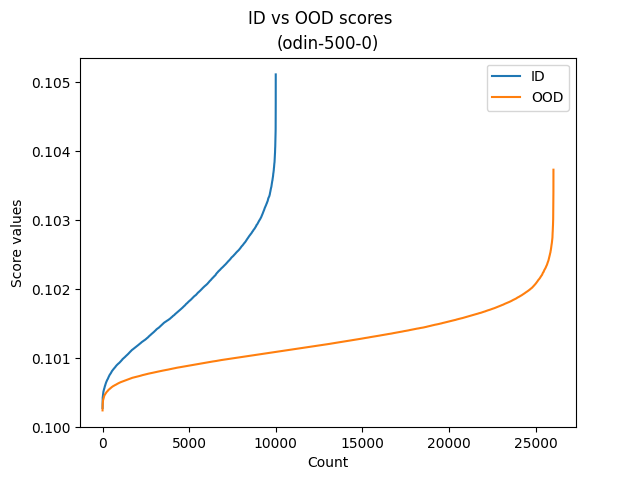 ID vs OOD scores
(odin-500-0)
ID
OOD
Score values
0.105
0.104
0.103
0.102
0.101
0.100
0
5000
10000
15000
20000
25000
Count